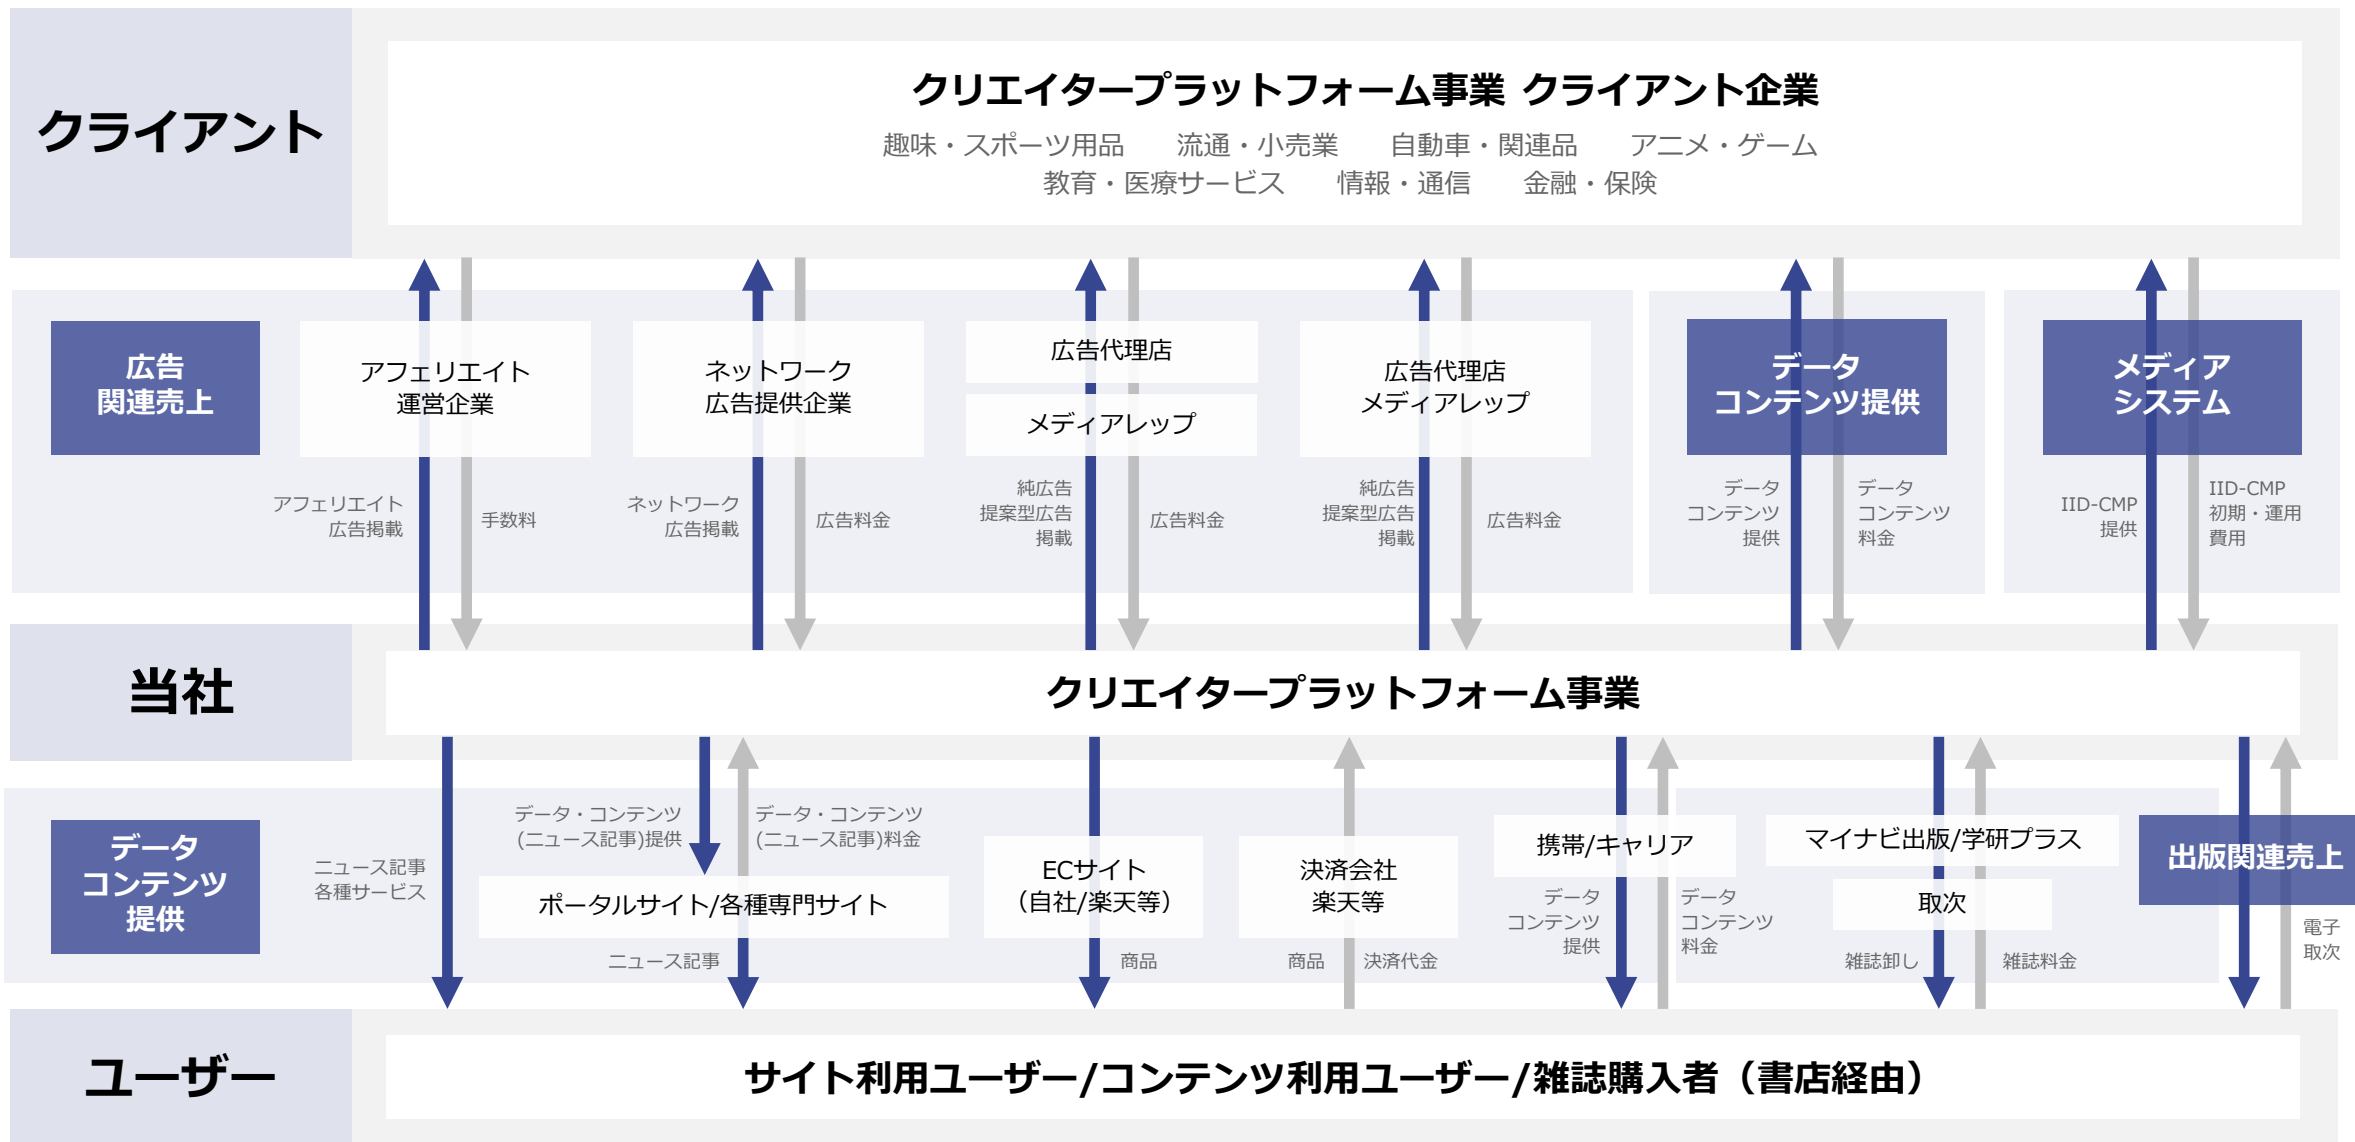 クライアント
クリエイタープラットフォーム事業 クライアント企業
趣味・スポーツ用品 流通・小売業 自動車・関連品 アニメ・ゲーム
教育・医療サービス 情報・通信 金融・保険
広告
関連売上
アフェリエイト
運営企業
ネットワーク
広告提供企業
広告代理店
メディアレップ
広告代理店
メディアレップ
データ
コンテンツ提供
メディア
システム
アフェリエイト
広告掲載
手数料
ネットワーク
広告掲載
広告料金
純広告
提案型広告
掲載
広告料金
純広告
提案型広告
掲載
広告料金
データ
コンテンツ
提供
データ
コンテンツ
料金
IID-CMP
提供
IID-CMP
初期・運用
費用
当社
クリエイタープラットフォーム事業
データ
コンテンツ
提供
ニュース記事
各種サービス
データ・コンテンツ
(ニュース記事)提供
データ・コンテンツ
(ニュース記事)料金
ポータルサイト/各種専門サイト
ニュース記事
ECサイト
（自社/楽天等）
商品
決済会社
楽天等
商品
決済代金
携帯/キャリア
データ
コンテンツ
提供
データ
コンテンツ
料金
マイナビ出版/学研プラス
取次
雑誌卸し
雑誌料金
出版関連売上
電子
取次
ユーザー
サイト利用ユーザー/コンテンツ利用ユーザー/雑誌購入者（書店経由）